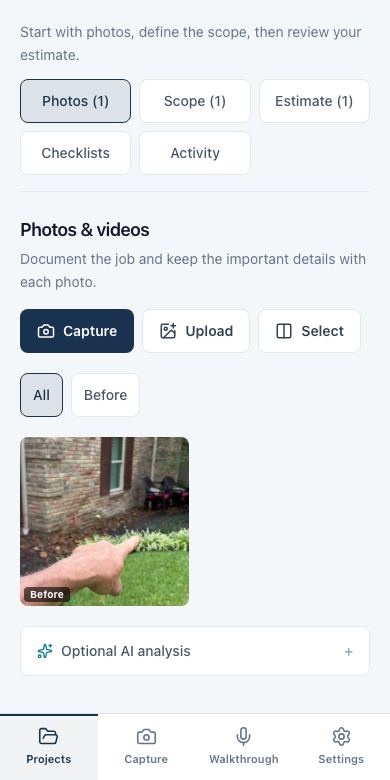 Start with photos, define the scope, then review your
estimate.
Photos (1)
Scope (1)
Estimate (1)
Checklists
Activity
Photos & videos
Document the job and keep the important details with
each photo.
Capture
Upload
Select
All
Before
Before
Optional AI analysis
+
Projects
Capture
Walkthrough
Settings